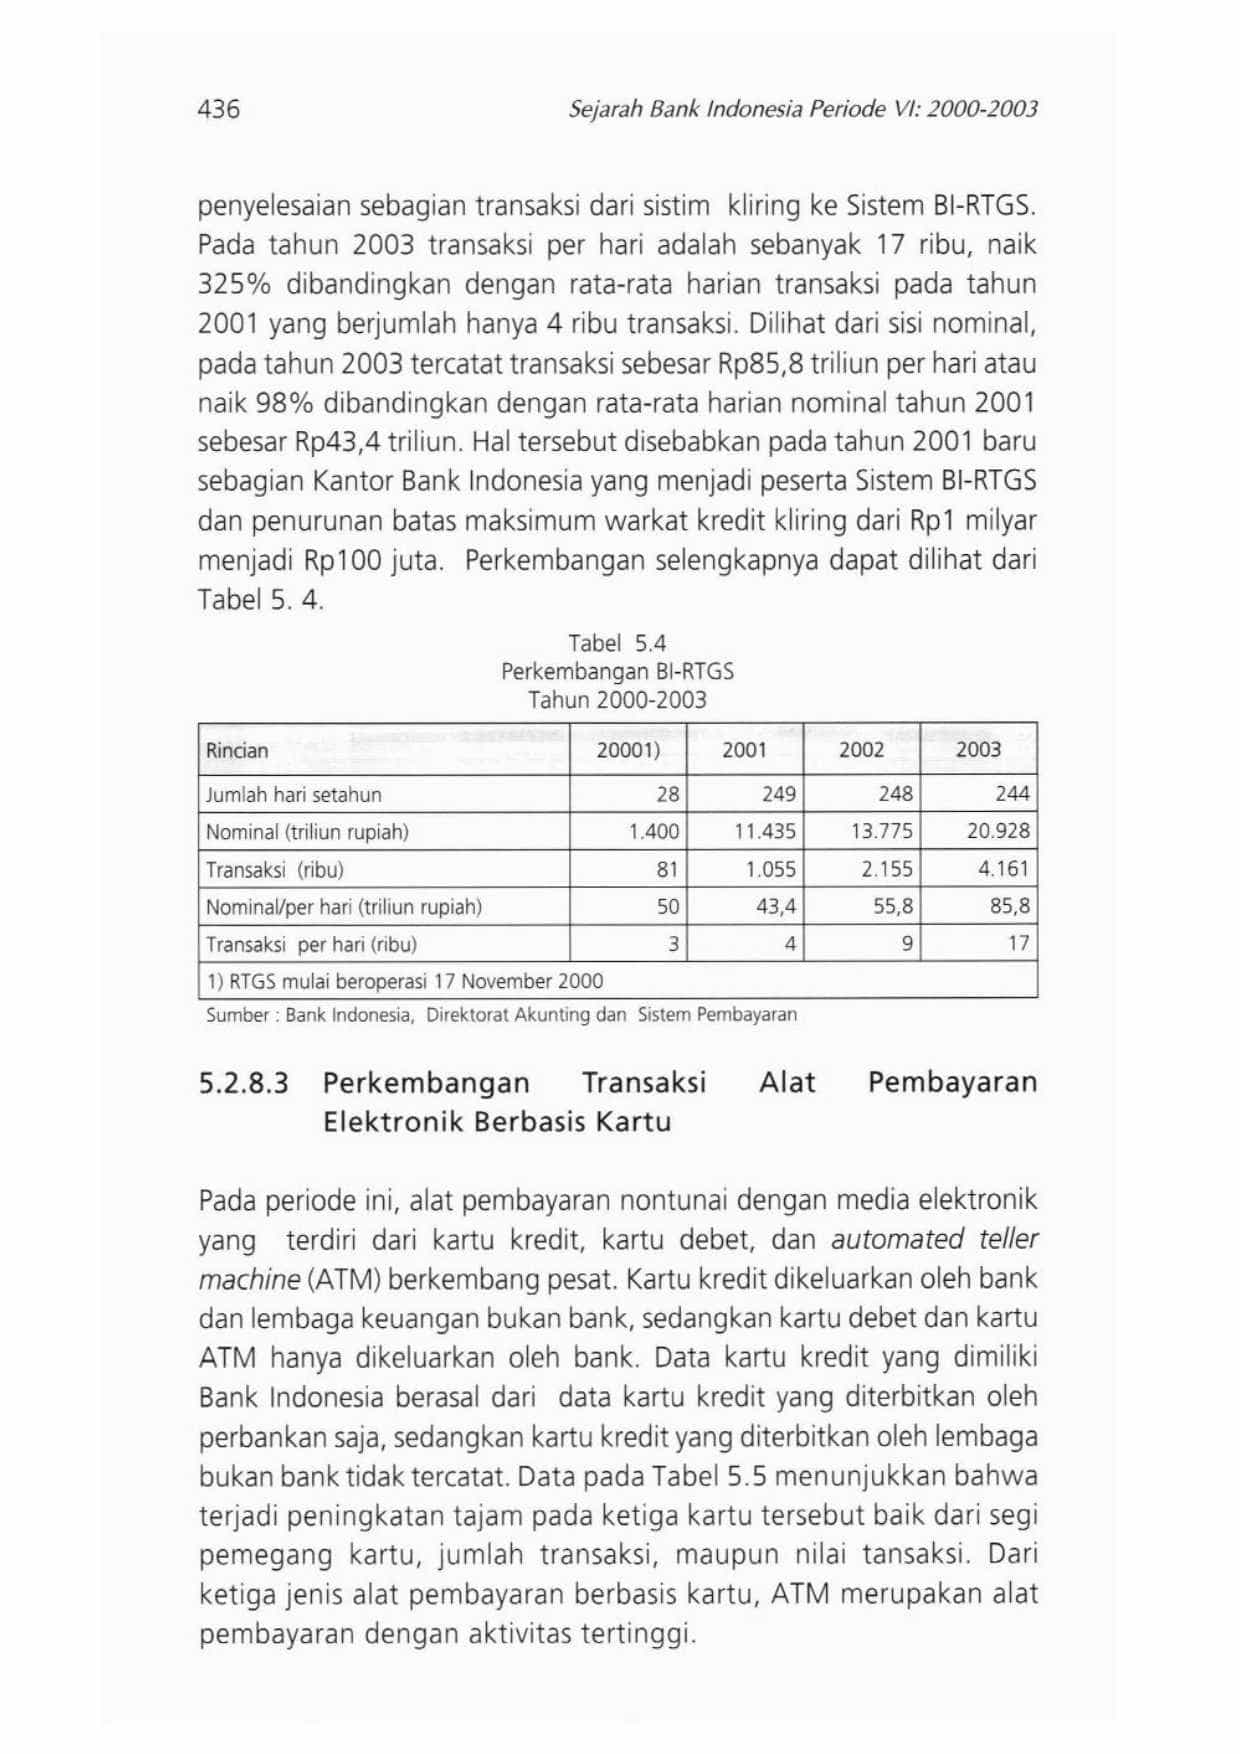 436 Sejarah Bank Indonesia Periode VI: 2000-2003
penyelesaian sebagian transaksi dari sistim kliring ke Sistem BI-RTGS.
Pada tahun 2003 transaksi per hari adalah sebanyak 17 ribu, naik
325% dibandingkan dengan rata-rata harian transaksi pada tahun
2001 yang berjumlah hanya 4 ribu transaksi. Dilihat dari sisi nominal,
pada tahun 2003 tercatat transaksi sebesar Rp85,8 triliun per hari atau
naik 98% dibandingkan dengan rata-rata harian nominal tahun 2001
sebesar Rp43,4 triliun. Hal tersebut disebabkan pada tahun 2001 baru
sebagian Kantor Bank Indonesia yang menjadi peserta Sistem BI-RTGS
dan penurunan batas maksimum warkat kredit kliring dari Rp1 milyar
menjadi Rp100 juta. Perkembangan selengkapnya dapat dilihat dari
Tabel 5. 4.
Tabel 5.4
Perkembangan BI-RTGS
Tahun 2000-2003
Rincian 20001) 2001 2002 2003
Jumlah hari setahun 28 249 248 244
Nominal (triliun rupiah) 1.400 11.435 13.775 20.928
Transaksi (ribu) 81 1.055 2.155 4.161
Nominal/per hari (triliun rupiah) 50 43,4 55,8 85,8
Transaksi per hari (ribu) 3 4 9 17
1) RTGS mulai beroperasi 17 November 2000
Sumber : Bank Indonesia, Direktorat Akunting dan Sistem Pembayaran
5.2.8.3 Perkembangan Transaksi Alat Pembayaran
Elektronik Berbasis Kartu
Pada periode ini, alat pembayaran nontunai dengan media elektronik
yang terdiri dari kartu kredit, kartu debet, dan automated teller
machine (ATM) berkembang pesat. Kartu kredit dikeluarkan oleh bank
dan lembaga keuangan bukan bank, sedangkan kartu debet dan kartu
ATM hanya dikeluarkan oleh bank. Data kartu kredit yang dimiliki
Bank Indonesia berasal dari data kartu kredit yang diterbitkan oleh
perbankan saja, sedangkan kartu kredit yang diterbitkan oleh lembaga
bukan bank tidak tercatat. Data pada Tabel 5.5 menunjukkan bahwa
terjadi peningkatan tajam pada ketiga kartu tersebut baik dari segi
pemegang kartu, jumlah transaksi, maupun nilai tansaksi. Dari
ketiga jenis alat pembayaran berbasis kartu, ATM merupakan alat
pembayaran dengan aktivitas tertinggi.